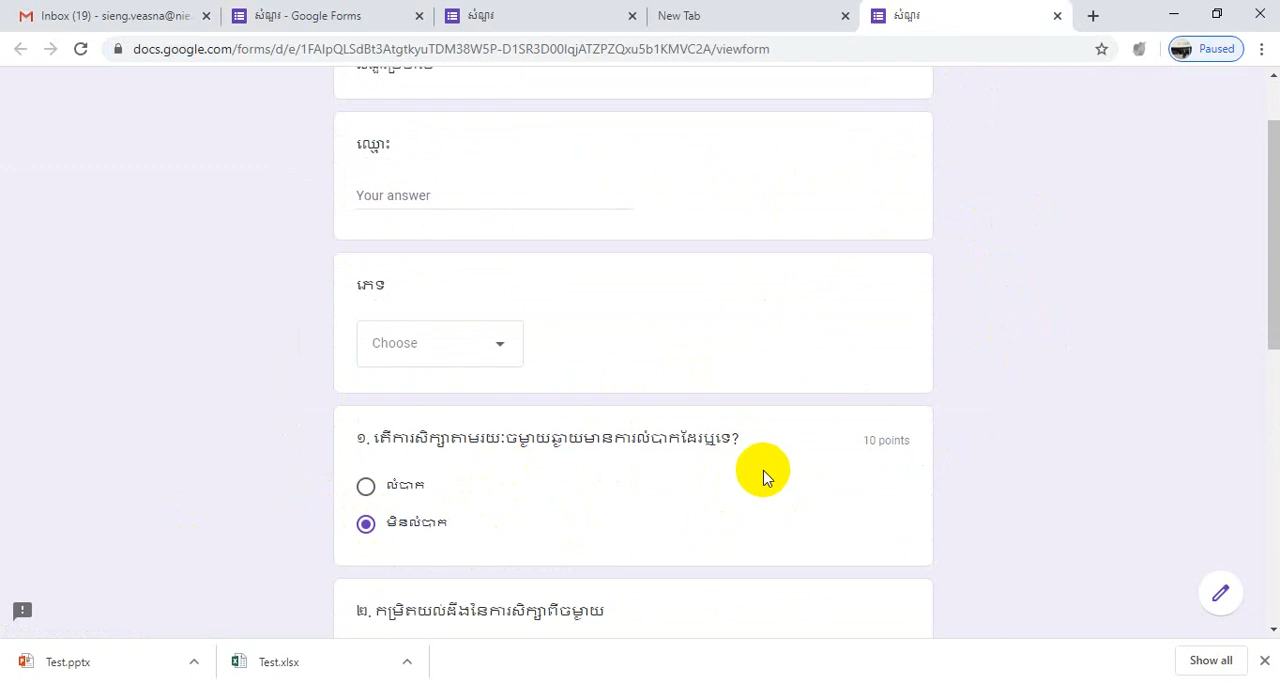 Inbox (19) - sieng.veasna@nie.
សំណួរ - Google Forms
សំណួរ
New Tab
សំណួរ
docs.google.com/forms/d/e/1FAIpQLSdBt3AtgtkyuTDM38W5P-D1SR3D00IqjATZPZQxu5b1KMVC2A/viewform
Paused
ឈ្មោះ
Your answer
ភេទ
Choose
១. តើការសិក្សាតាមរយៈចម្ងាយឆ្ងាយមានការលំបាកដែរឬទេ?
10 points
លំបាក
មិនលំបាក
២. កម្រិតយល់ដឹងនៃការសិក្សាពីចម្ងាយ
Test.pptx
Test.xlsx
Show all